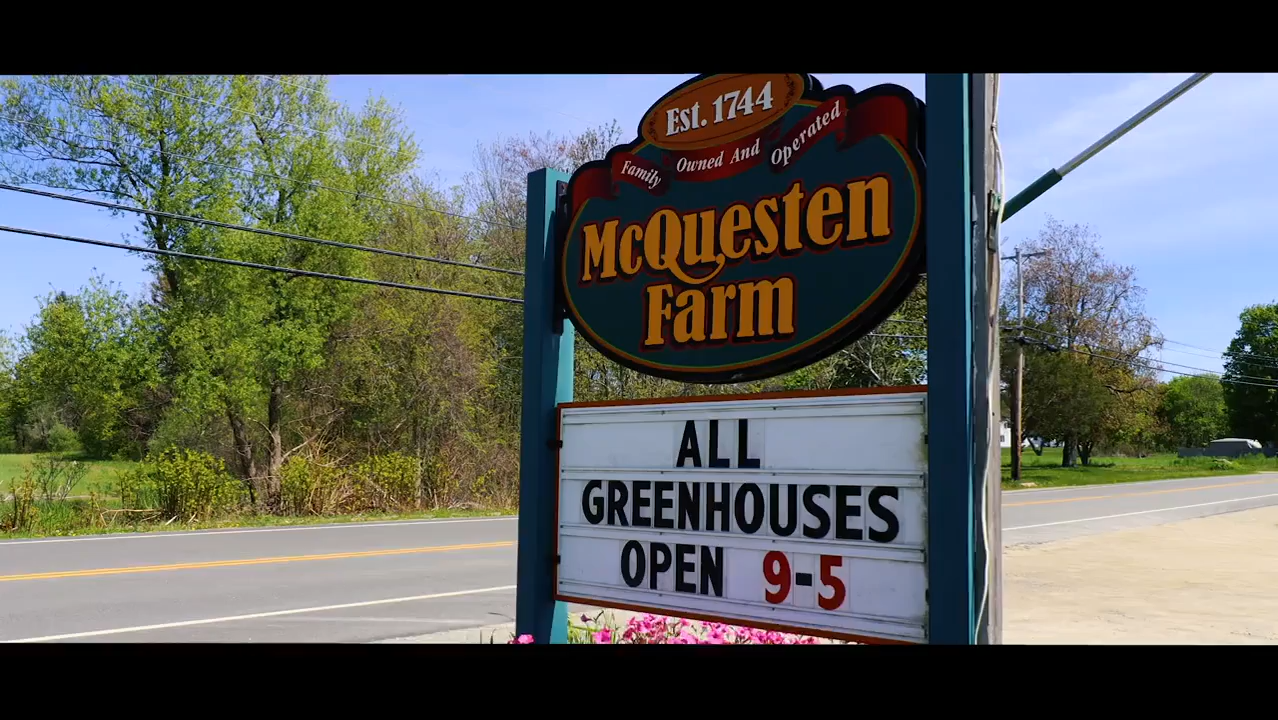 Est. 1744
Family Owned And Operated
McQuesten
Farm
ALL
GREENHOUSES
OPEN 9-5